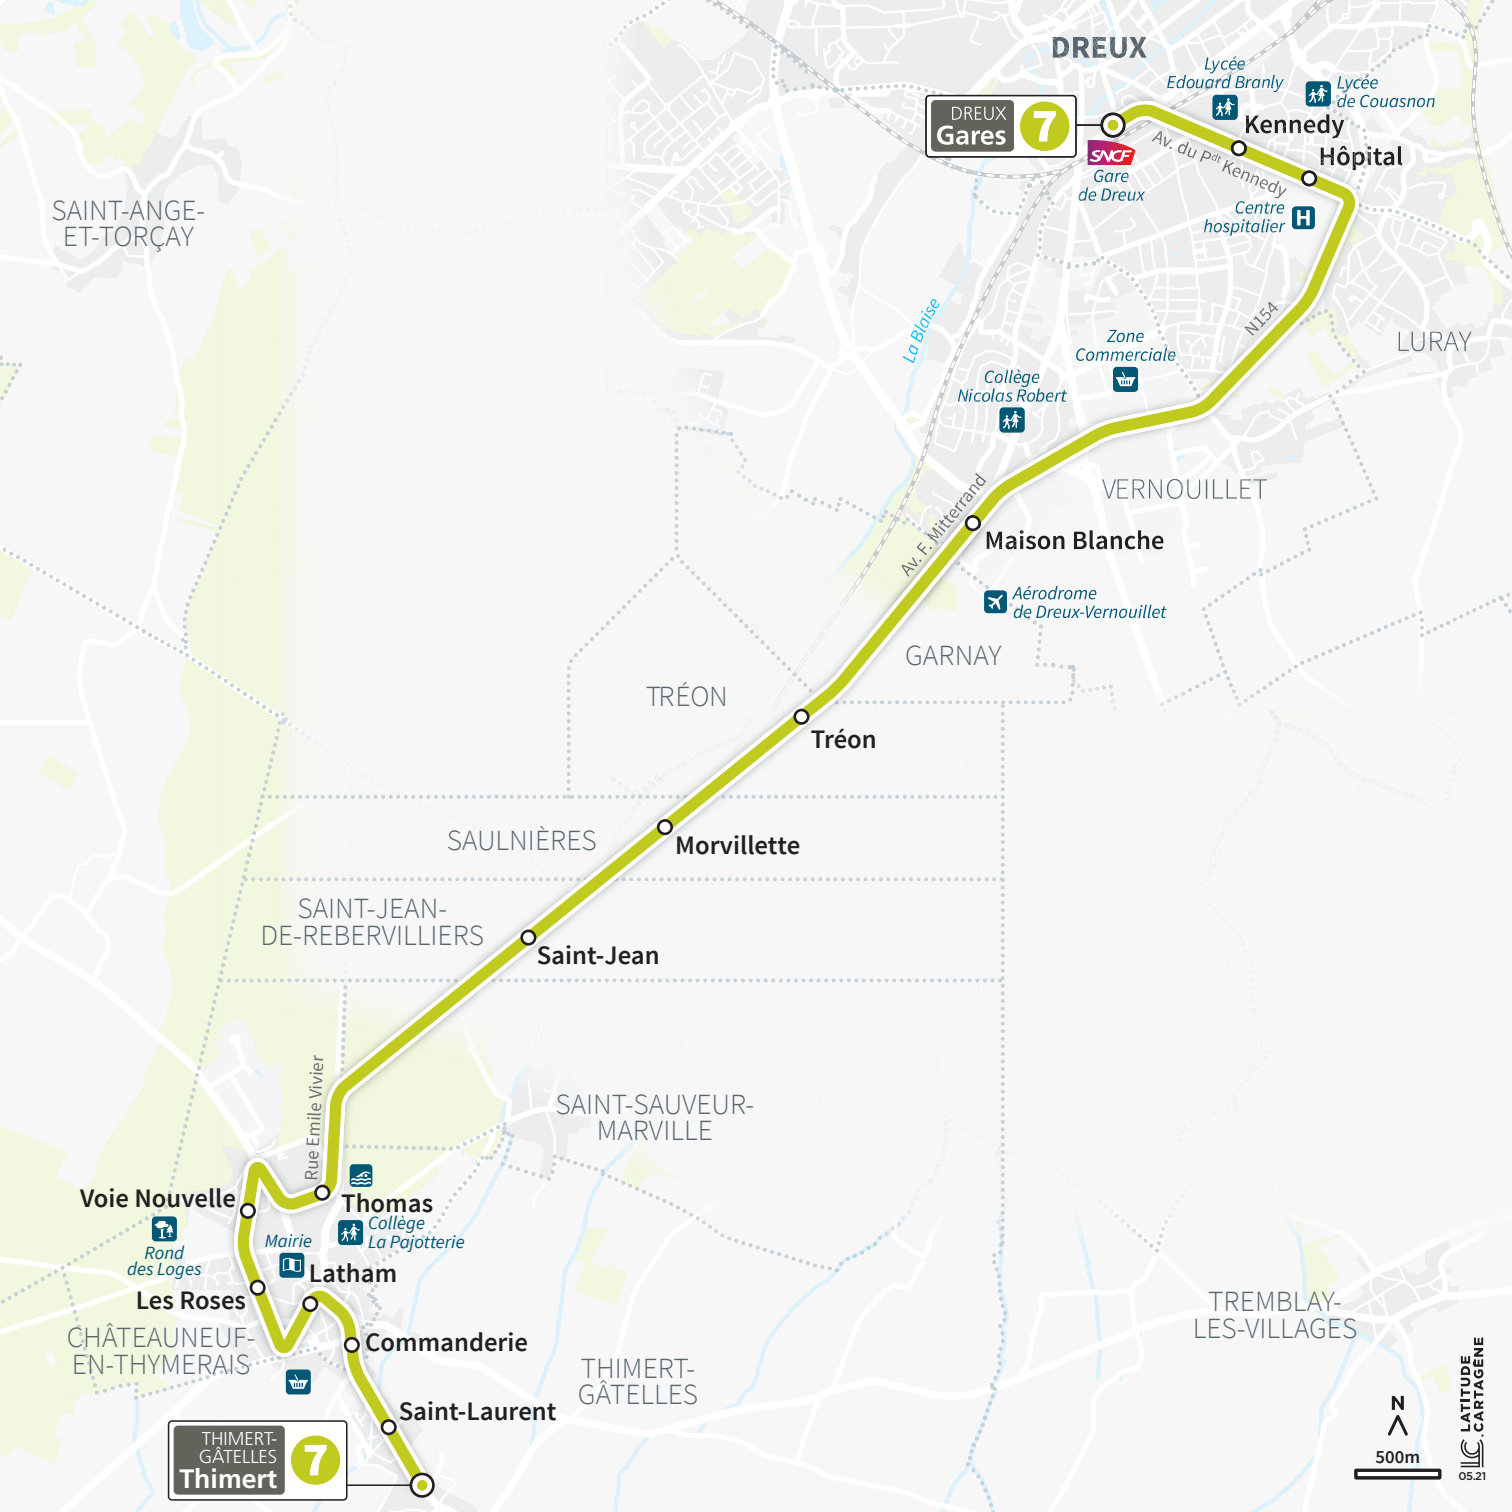 DREUX
Lycée
Edouard Branly
Lycée
de Couasnon
DREUX
Gares
7
Kennedy
Hôpital
Av. du Pdt Kennedy
SNCF
Gare
de Dreux
Centre
hospitalier
H
SAINT-ANGE-
ET-TORÇAY
La Blaise
N154
LURAY
Zone
Commerciale
Collège
Nicolas Robert
VERNOUILLET
Av. F. Mitterrand
Maison Blanche
Aérodrome
de Dreux-Vernouillet
GARNAY
TRÉON
Tréon
SAULNIÈRES
Morvillette
SAINT-JEAN-
DE-REBERVILLIERS
Saint-Jean
Rue Emile Vivier
SAINT-SAUVEUR-
MARVILLE
Voie Nouvelle
Thomas
Collège
La Pajotterie
Rond
des Loges
Mairie
Latham
Les Roses
CHÂTEAUNEUF-
EN-THYMERAIS
Commanderie
THIMERT-
GÂTELLES
TREMBLAY-
LES-VILLAGES
Saint-Laurent
THIMERT-
GÂTELLES
Thimert
7
N
500m
LATITUDE
CARTAGÈNE
05.21